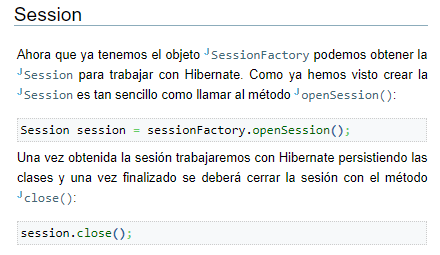 Session
Ahora que ya tenemos el objeto SessionFactory podemos obtener la
Session para trabajar con Hibernate. Como ya hemos visto crear la
Session es tan sencillo como llamar al método openSession():
Session session = sessionFactory.openSession();
Una vez obtenida la sesión trabajaremos con Hibernate persistiendo las
clases y una vez finalizado se deberá cerrar la sesión con el método
close():
session.close();